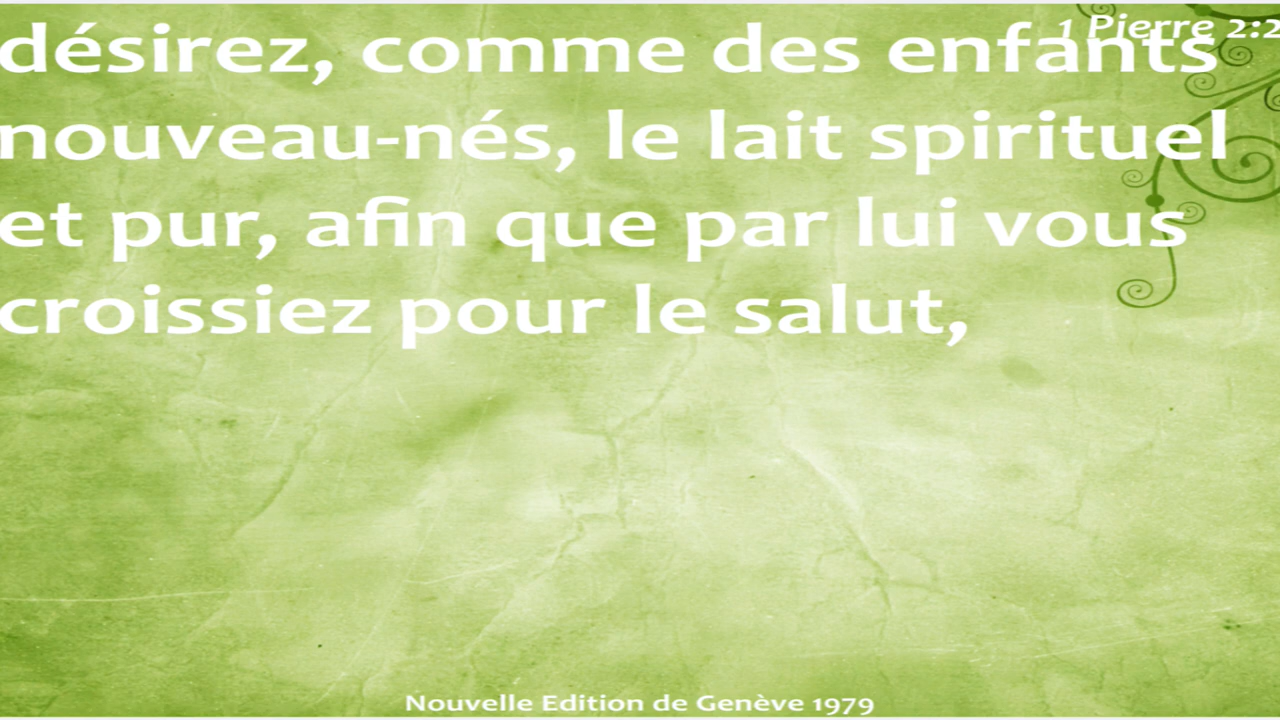 1 Pierre 2:2
désirez, comme des enfants
nouveau-nés, le lait spirituel
et pur, afin que par lui vous
croissiez pour le salut,
Nouvelle Edition de Genève 1979